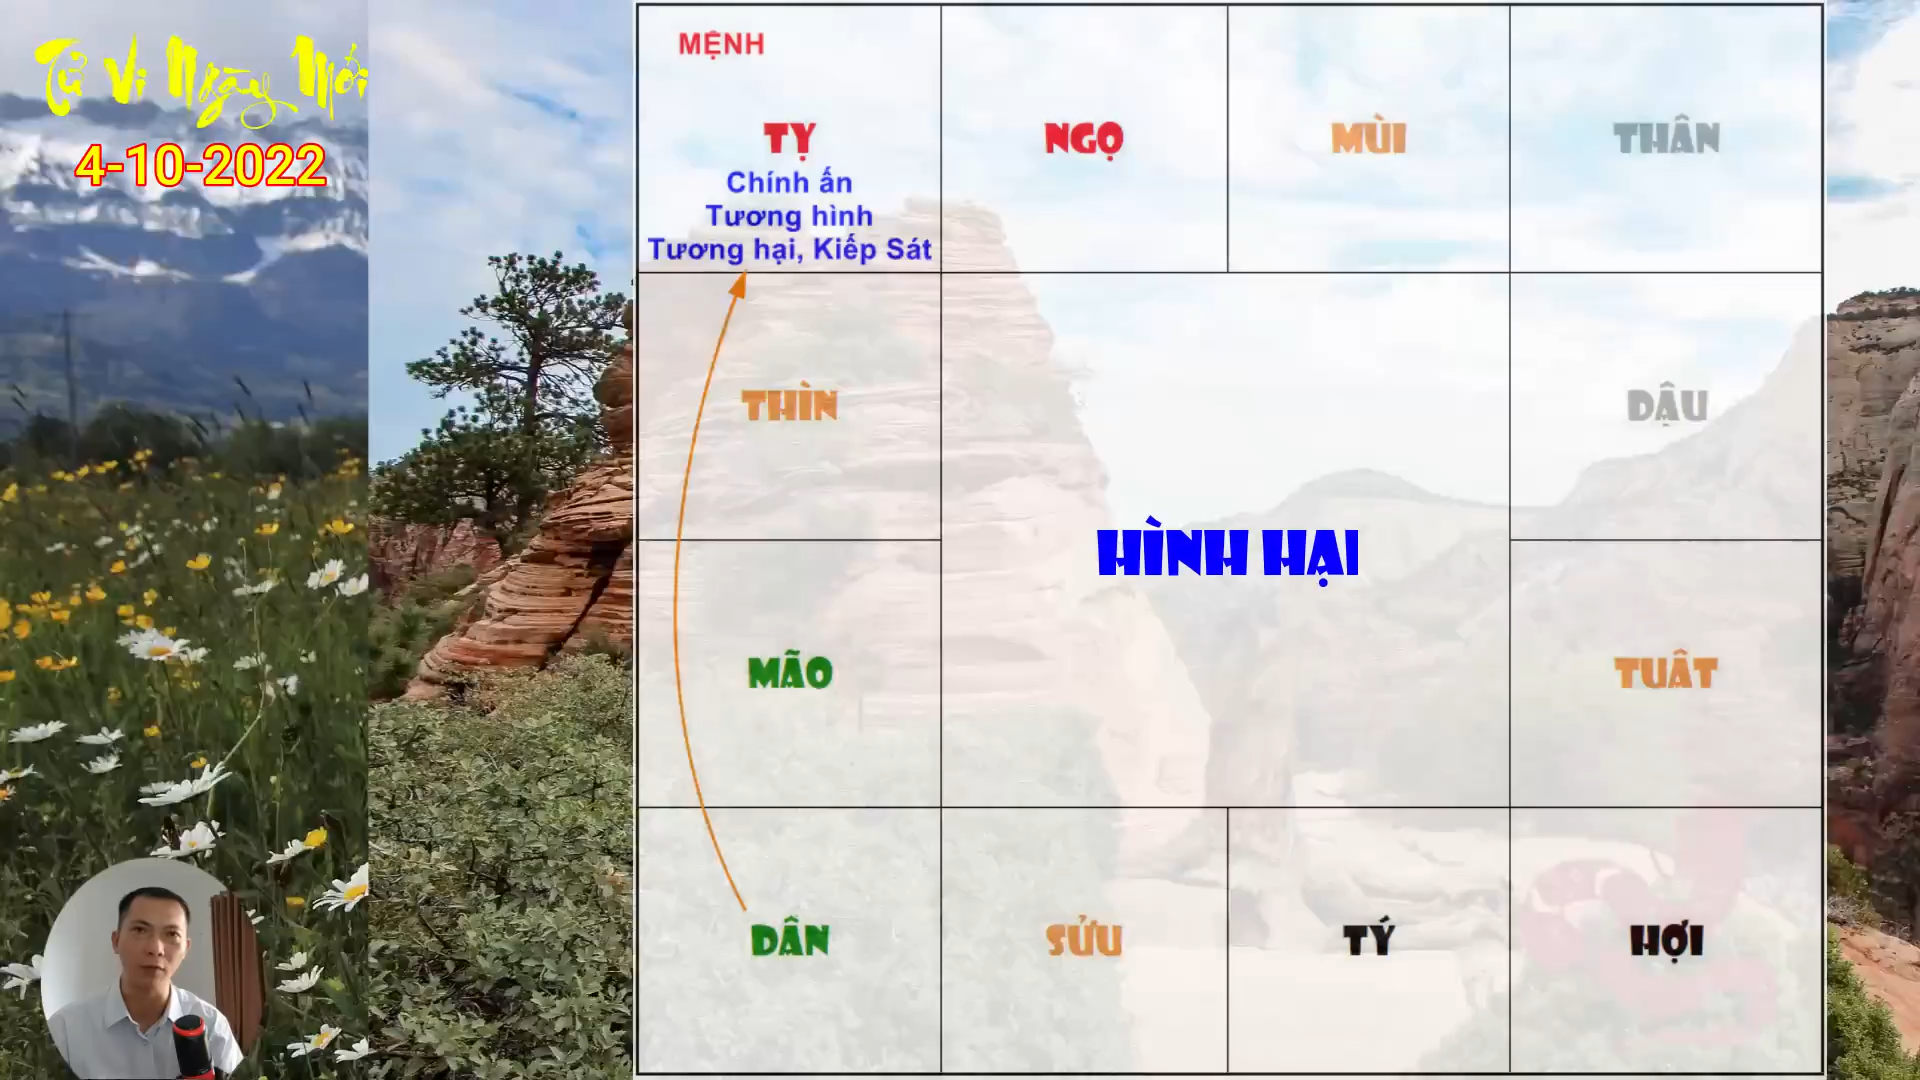 Tử Vi Ngày Mới
4-10-2022
MỆNH
TỴ
Chính ấn
Tương hình
Tương hại, Kiếp Sát
NGỌ
MÙI
THÂN
THÌN
DẬU
HÌNH HẠI
MÃO
TUẤT
DẦN
SỬU
TÝ
HỢI